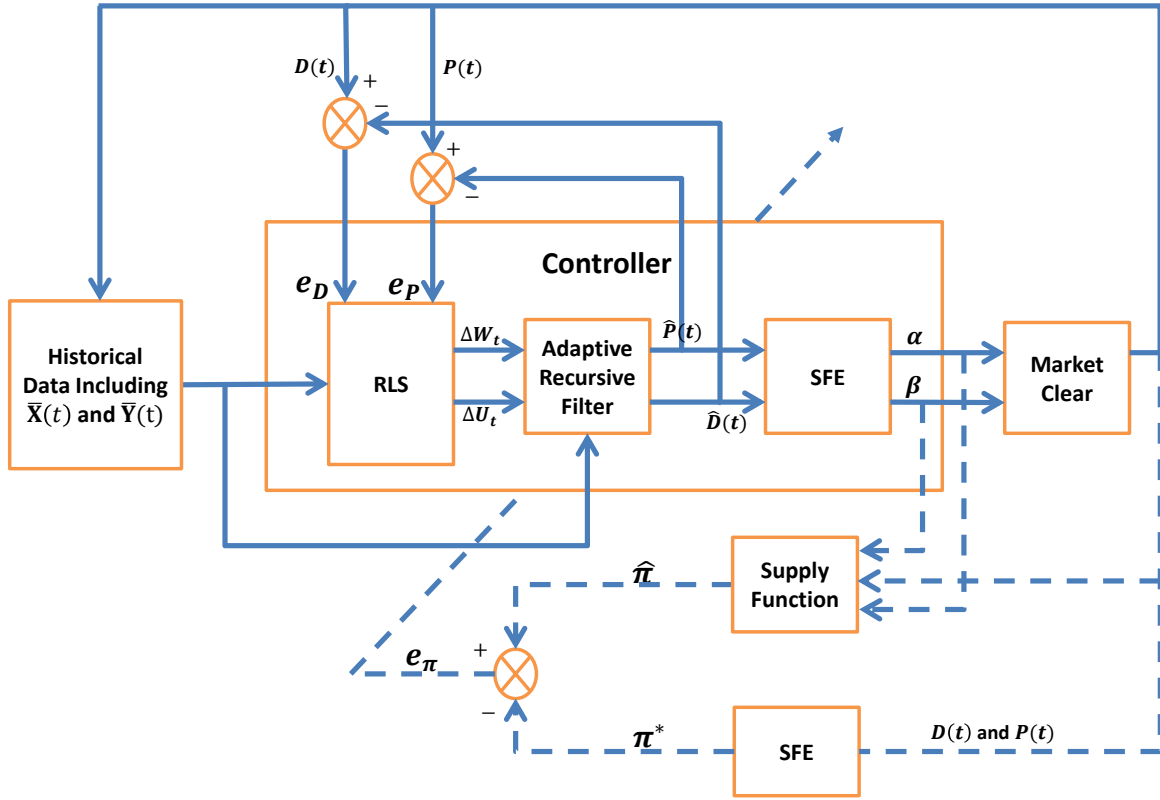 D(t)
P(t)
+
−
+
−
Controller
e_D
e_P
Historical
Data Including
X̅(t) and Y̅(t)
RLS
ΔW_t
ΔU_t
Adaptive
Recursive
Filter
P̂(t)
D̂(t)
SFE
α
β
Market
Clear
Supply
Function
π̂
+
e_π
−
π*
SFE
D(t) and P(t)